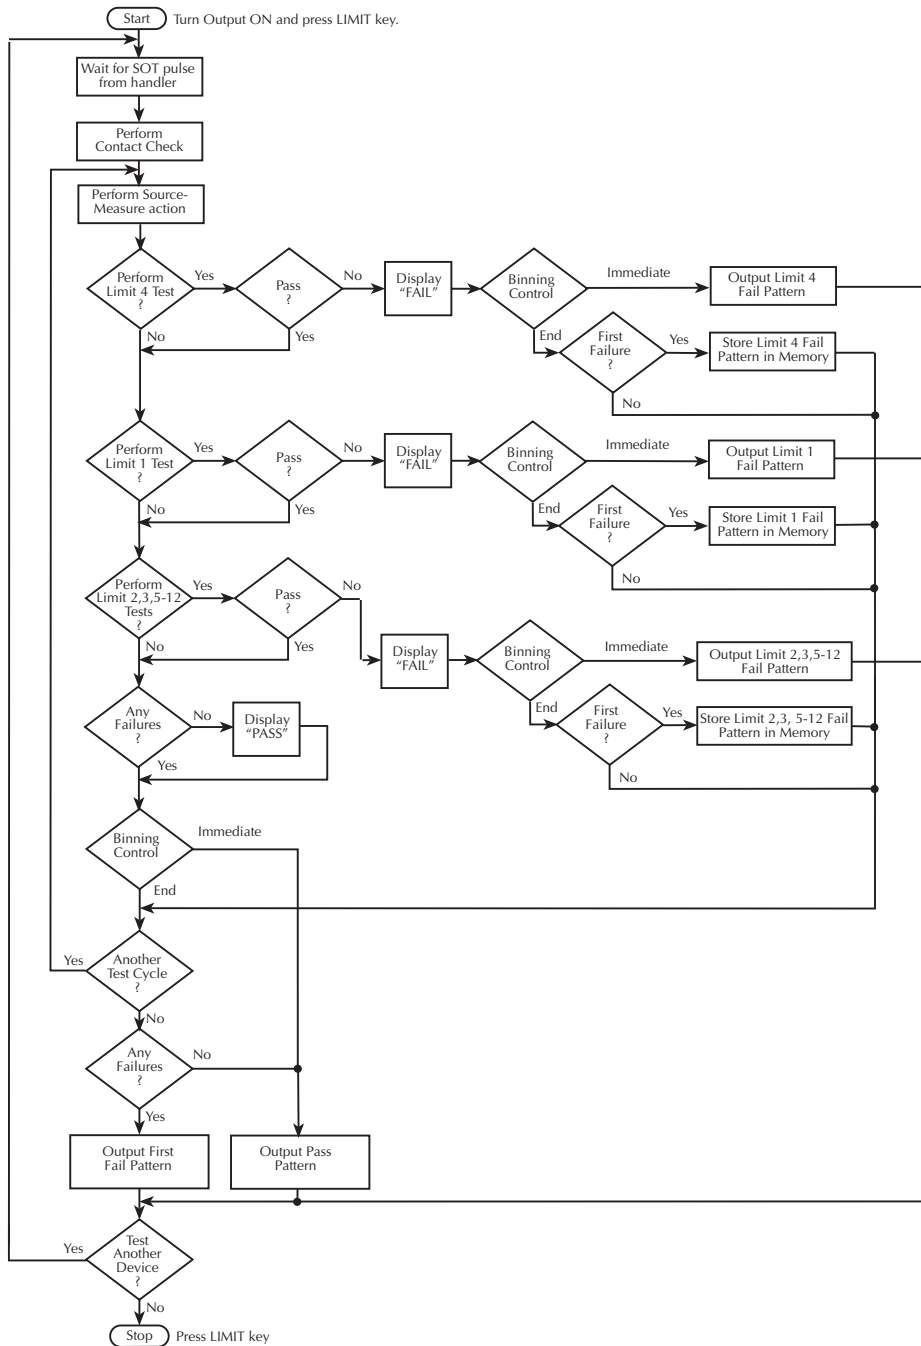 Start
Turn Output ON and press LIMIT key.
Wait for SOT pulse
from handler
Perform
Contact Check
Perform Source-
Measure action
Perform
Limit 4 Test
?
Yes
No
Pass
?
No
Yes
Display
“FAIL”
Binning
Control
Immediate
End
Output Limit 4
Fail Pattern
First
Failure
?
Yes
No
Store Limit 4 Fail
Pattern in Memory
Perform
Limit 1 Test
?
Yes
No
Pass
?
No
Yes
Display
“FAIL”
Binning
Control
Immediate
End
Output Limit 1
Fail Pattern
First
Failure
?
Yes
No
Store Limit 1 Fail
Pattern in Memory
Perform
Limit 2,3,5-12
Tests
?
Yes
No
Pass
?
No
Yes
Display
“FAIL”
Binning
Control
Immediate
End
Output Limit 2,3,5-12
Fail Pattern
First
Failure
?
Yes
No
Store Limit 2,3, 5-12 Fail
Pattern in Memory
Any
Failures
?
No
Yes
Display
“PASS”
Binning
Control
Immediate
End
Another
Test Cycle
?
Yes
No
Any
Failures
?
No
Yes
Output First
Fail Pattern
Output Pass
Pattern
Test
Another
Device
?
Yes
No
Stop
Press LIMIT key